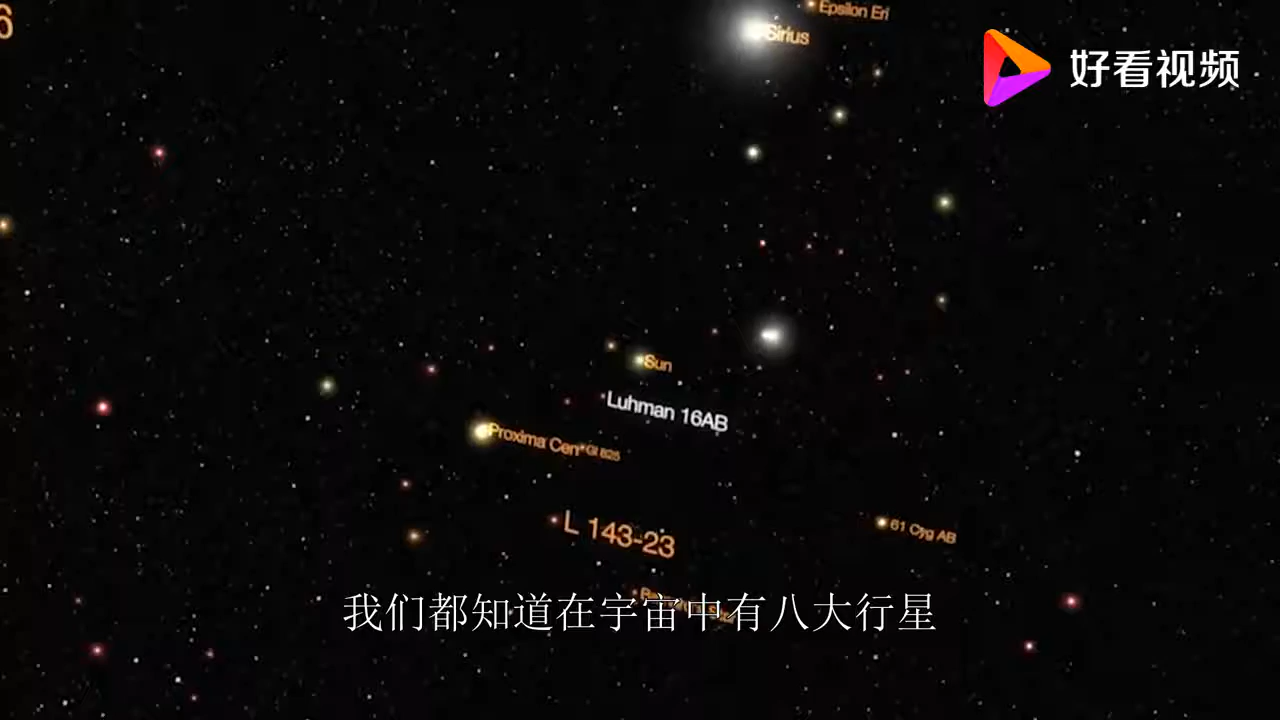 6
Epsilon Eri
Sirius
好看视频
Sun
Luhman 16AB
Proxima Cen
L 143-23
61 Cyg AB
我们都知道在宇宙中有八大行星